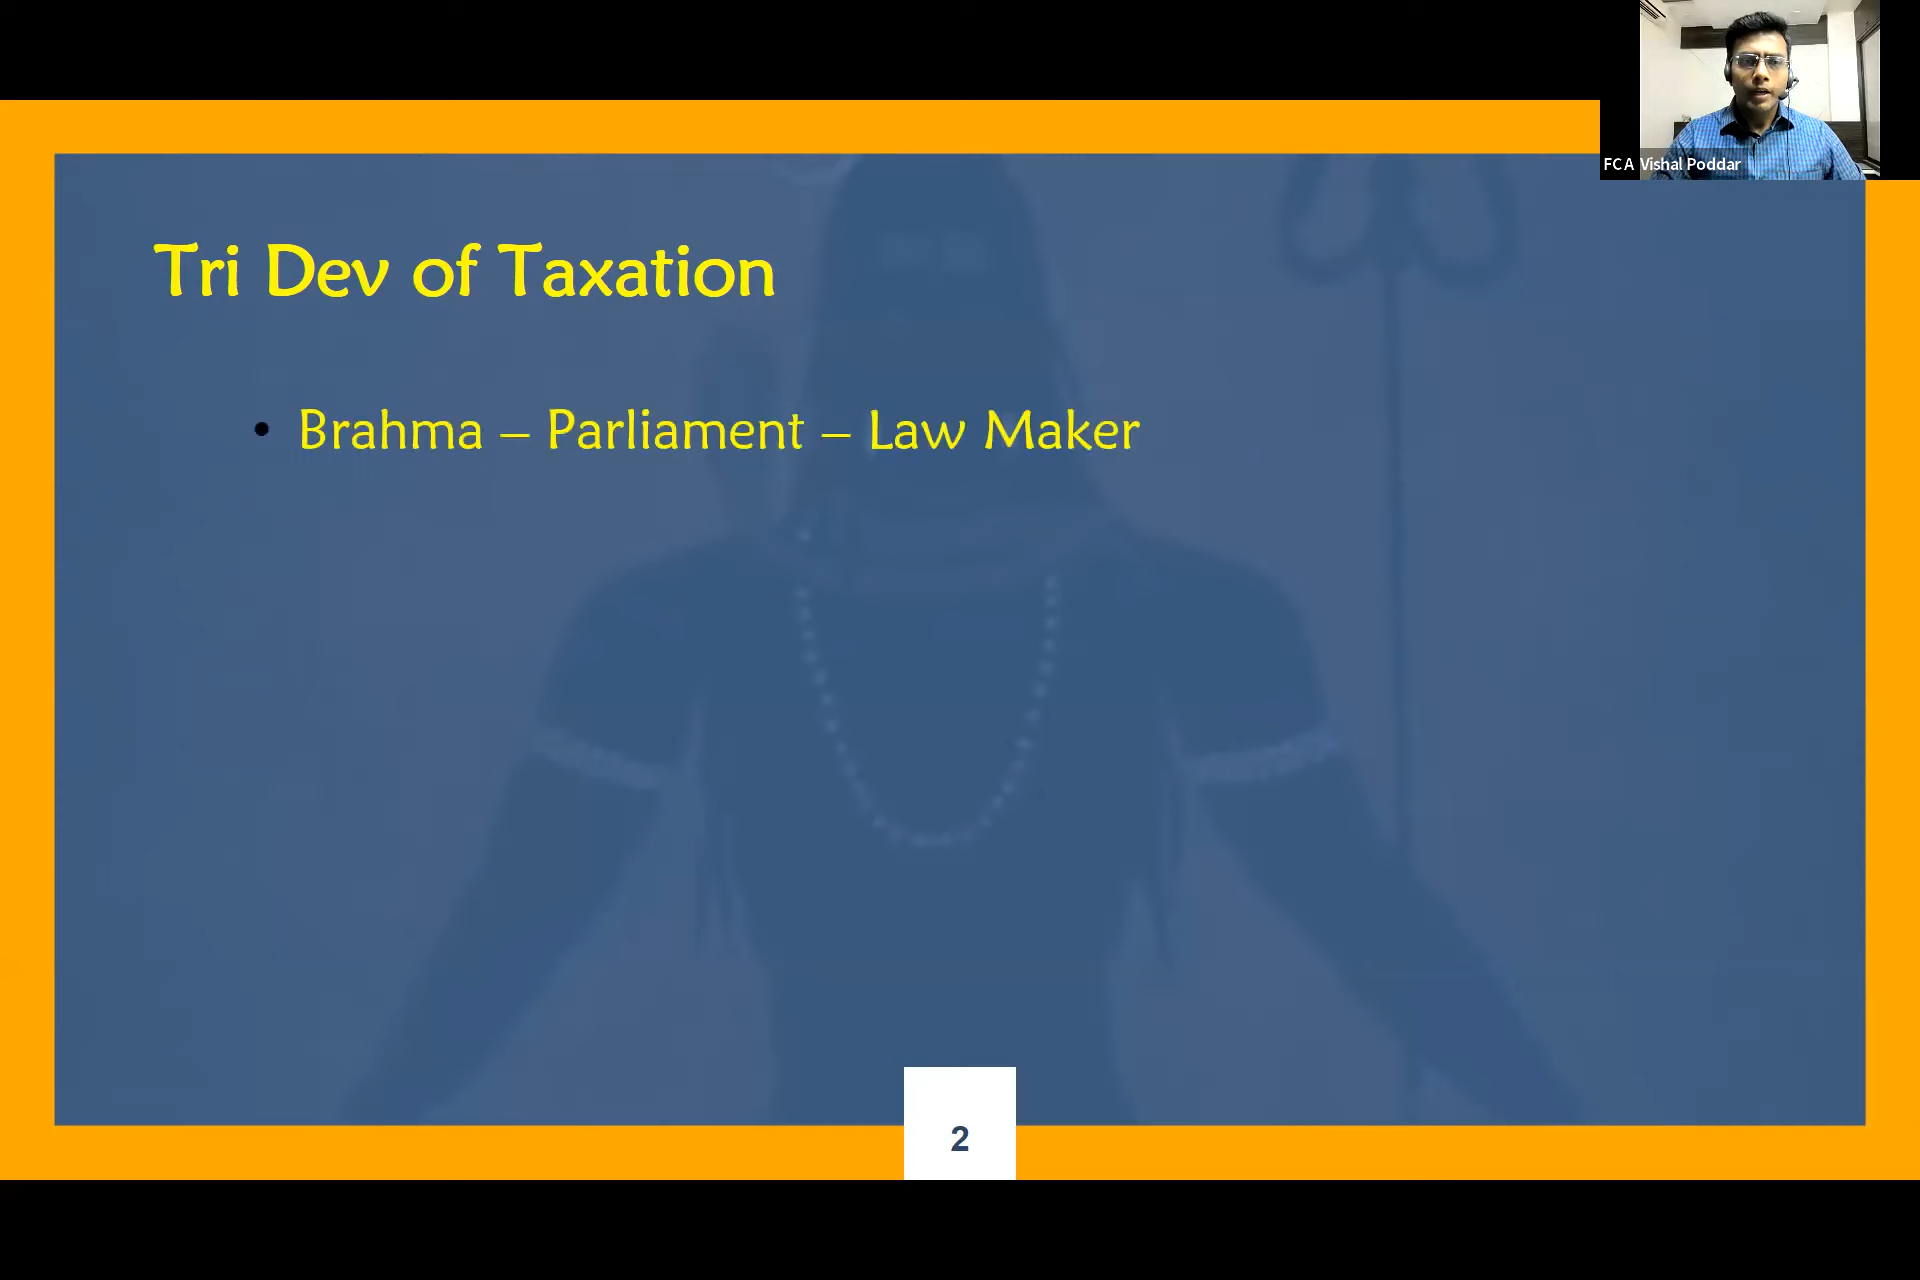 FCA Vishal Poddar
Tri Dev of Taxation
• Brahma – Parliament – Law Maker
2